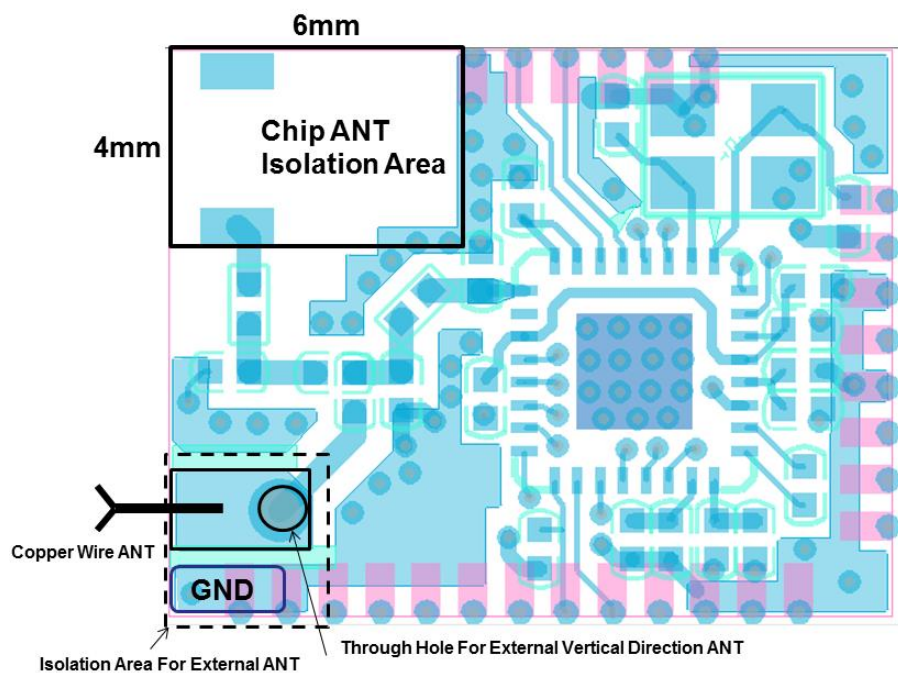 6mm
4mm
Chip ANT
Isolation Area
Copper Wire ANT
GND
Through Hole For External Vertical Direction ANT
Isolation Area For External ANT